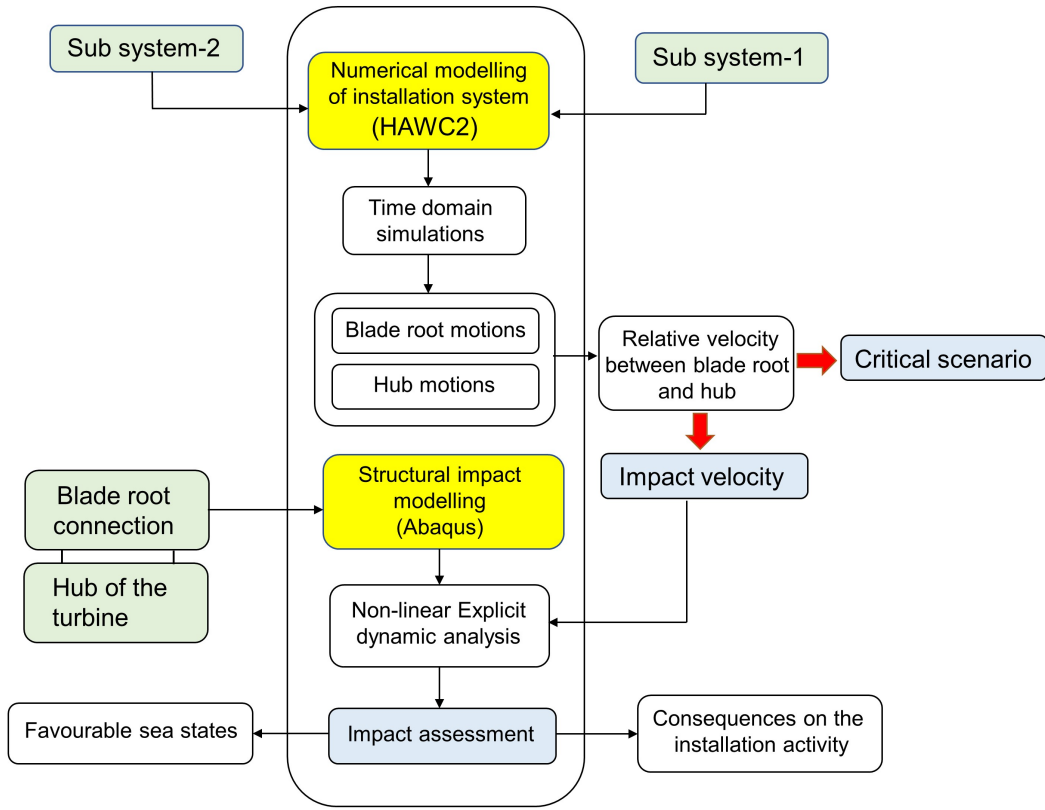 Sub system-2
Sub system-1
Numerical modelling
of installation system
(HAWC2)
Time domain
simulations
Blade root motions
Hub motions
Relative velocity
between blade root
and hub
Critical scenario
Impact velocity
Blade root
connection
Hub of the
turbine
Structural impact
modelling
(Abaqus)
Non-linear Explicit
dynamic analysis
Favourable sea states
Impact assessment
Consequences on the
installation activity